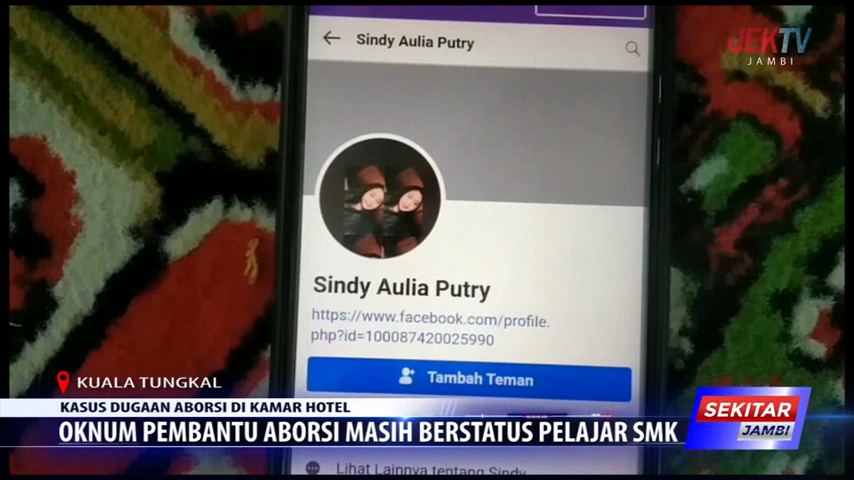 Sindy Aulia Putry
JEKTV
JAMBI
Sindy Aulia Putry
https://www.facebook.com/profile.
php?id=100087420025990
Tambah Teman
KUALA TUNGKAL
KASUS DUGAAN ABORSI DI KAMAR HOTEL
OKNUM PEMBANTU ABORSI MASIH BERSTATUS PELAJAR SMK
SEKITAR
JAMBI
Lihat Lainnya tentang Sindy